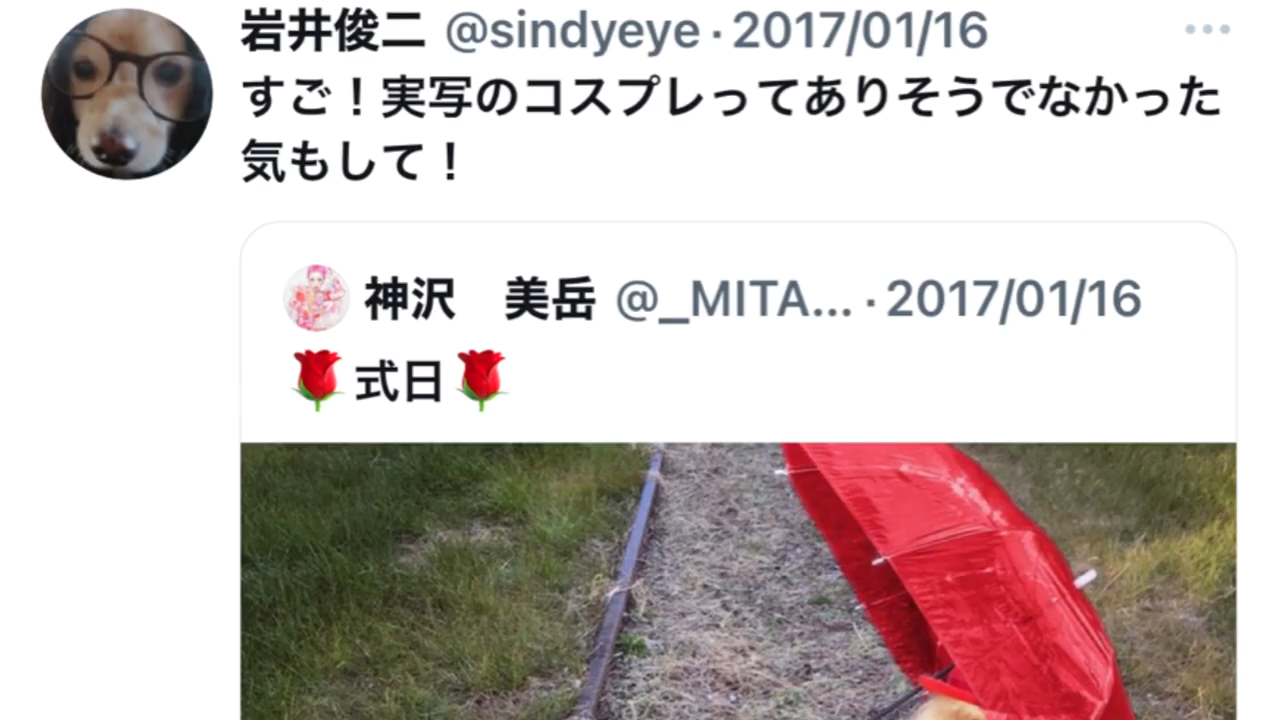 岩井俊二 @sindyeye · 2017/01/16
すご！実写のコスプレってありそうでなかった
気もして！
神沢　美岳 @_MITA... · 2017/01/16
🌹式日🌹